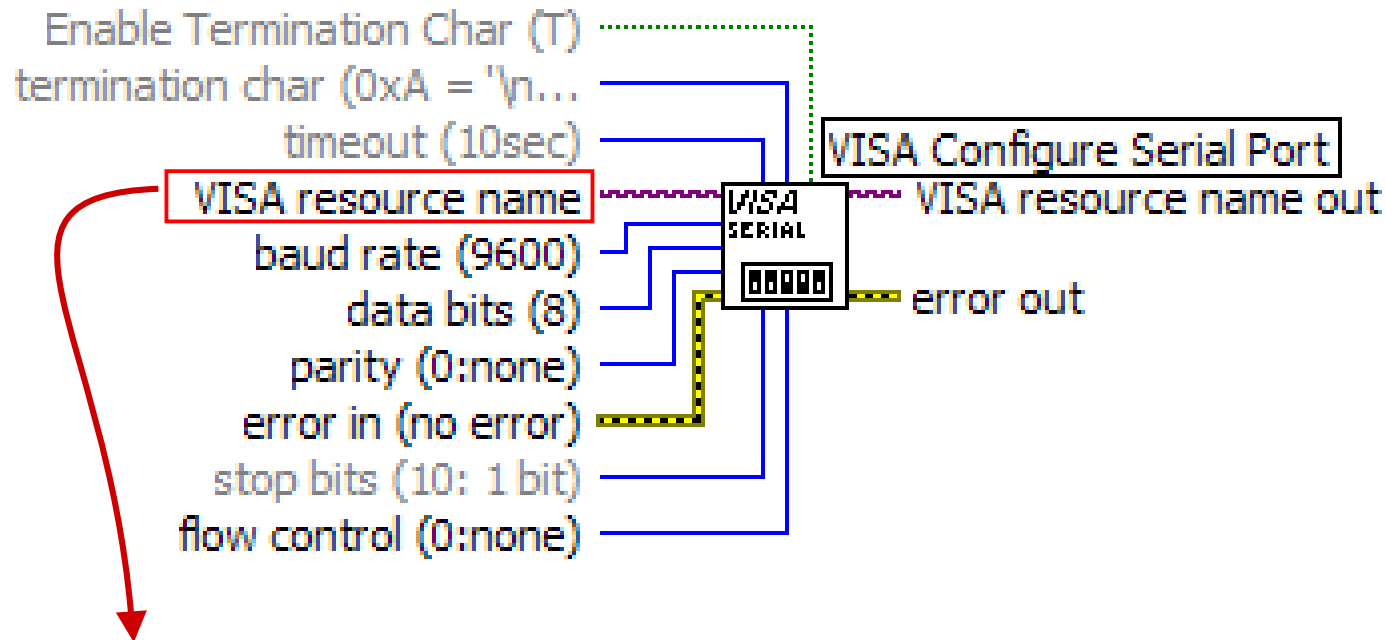 Enable Termination Char (T)
termination char (0xA = '\n...
timeout (10sec)
VISA Configure Serial Port
VISA resource name
VISA resource name out
VISA
SERIAL
baud rate (9600)
data bits (8)
error out
parity (0:none)
error in (no error)
stop bits (10: 1 bit)
flow control (0:none)